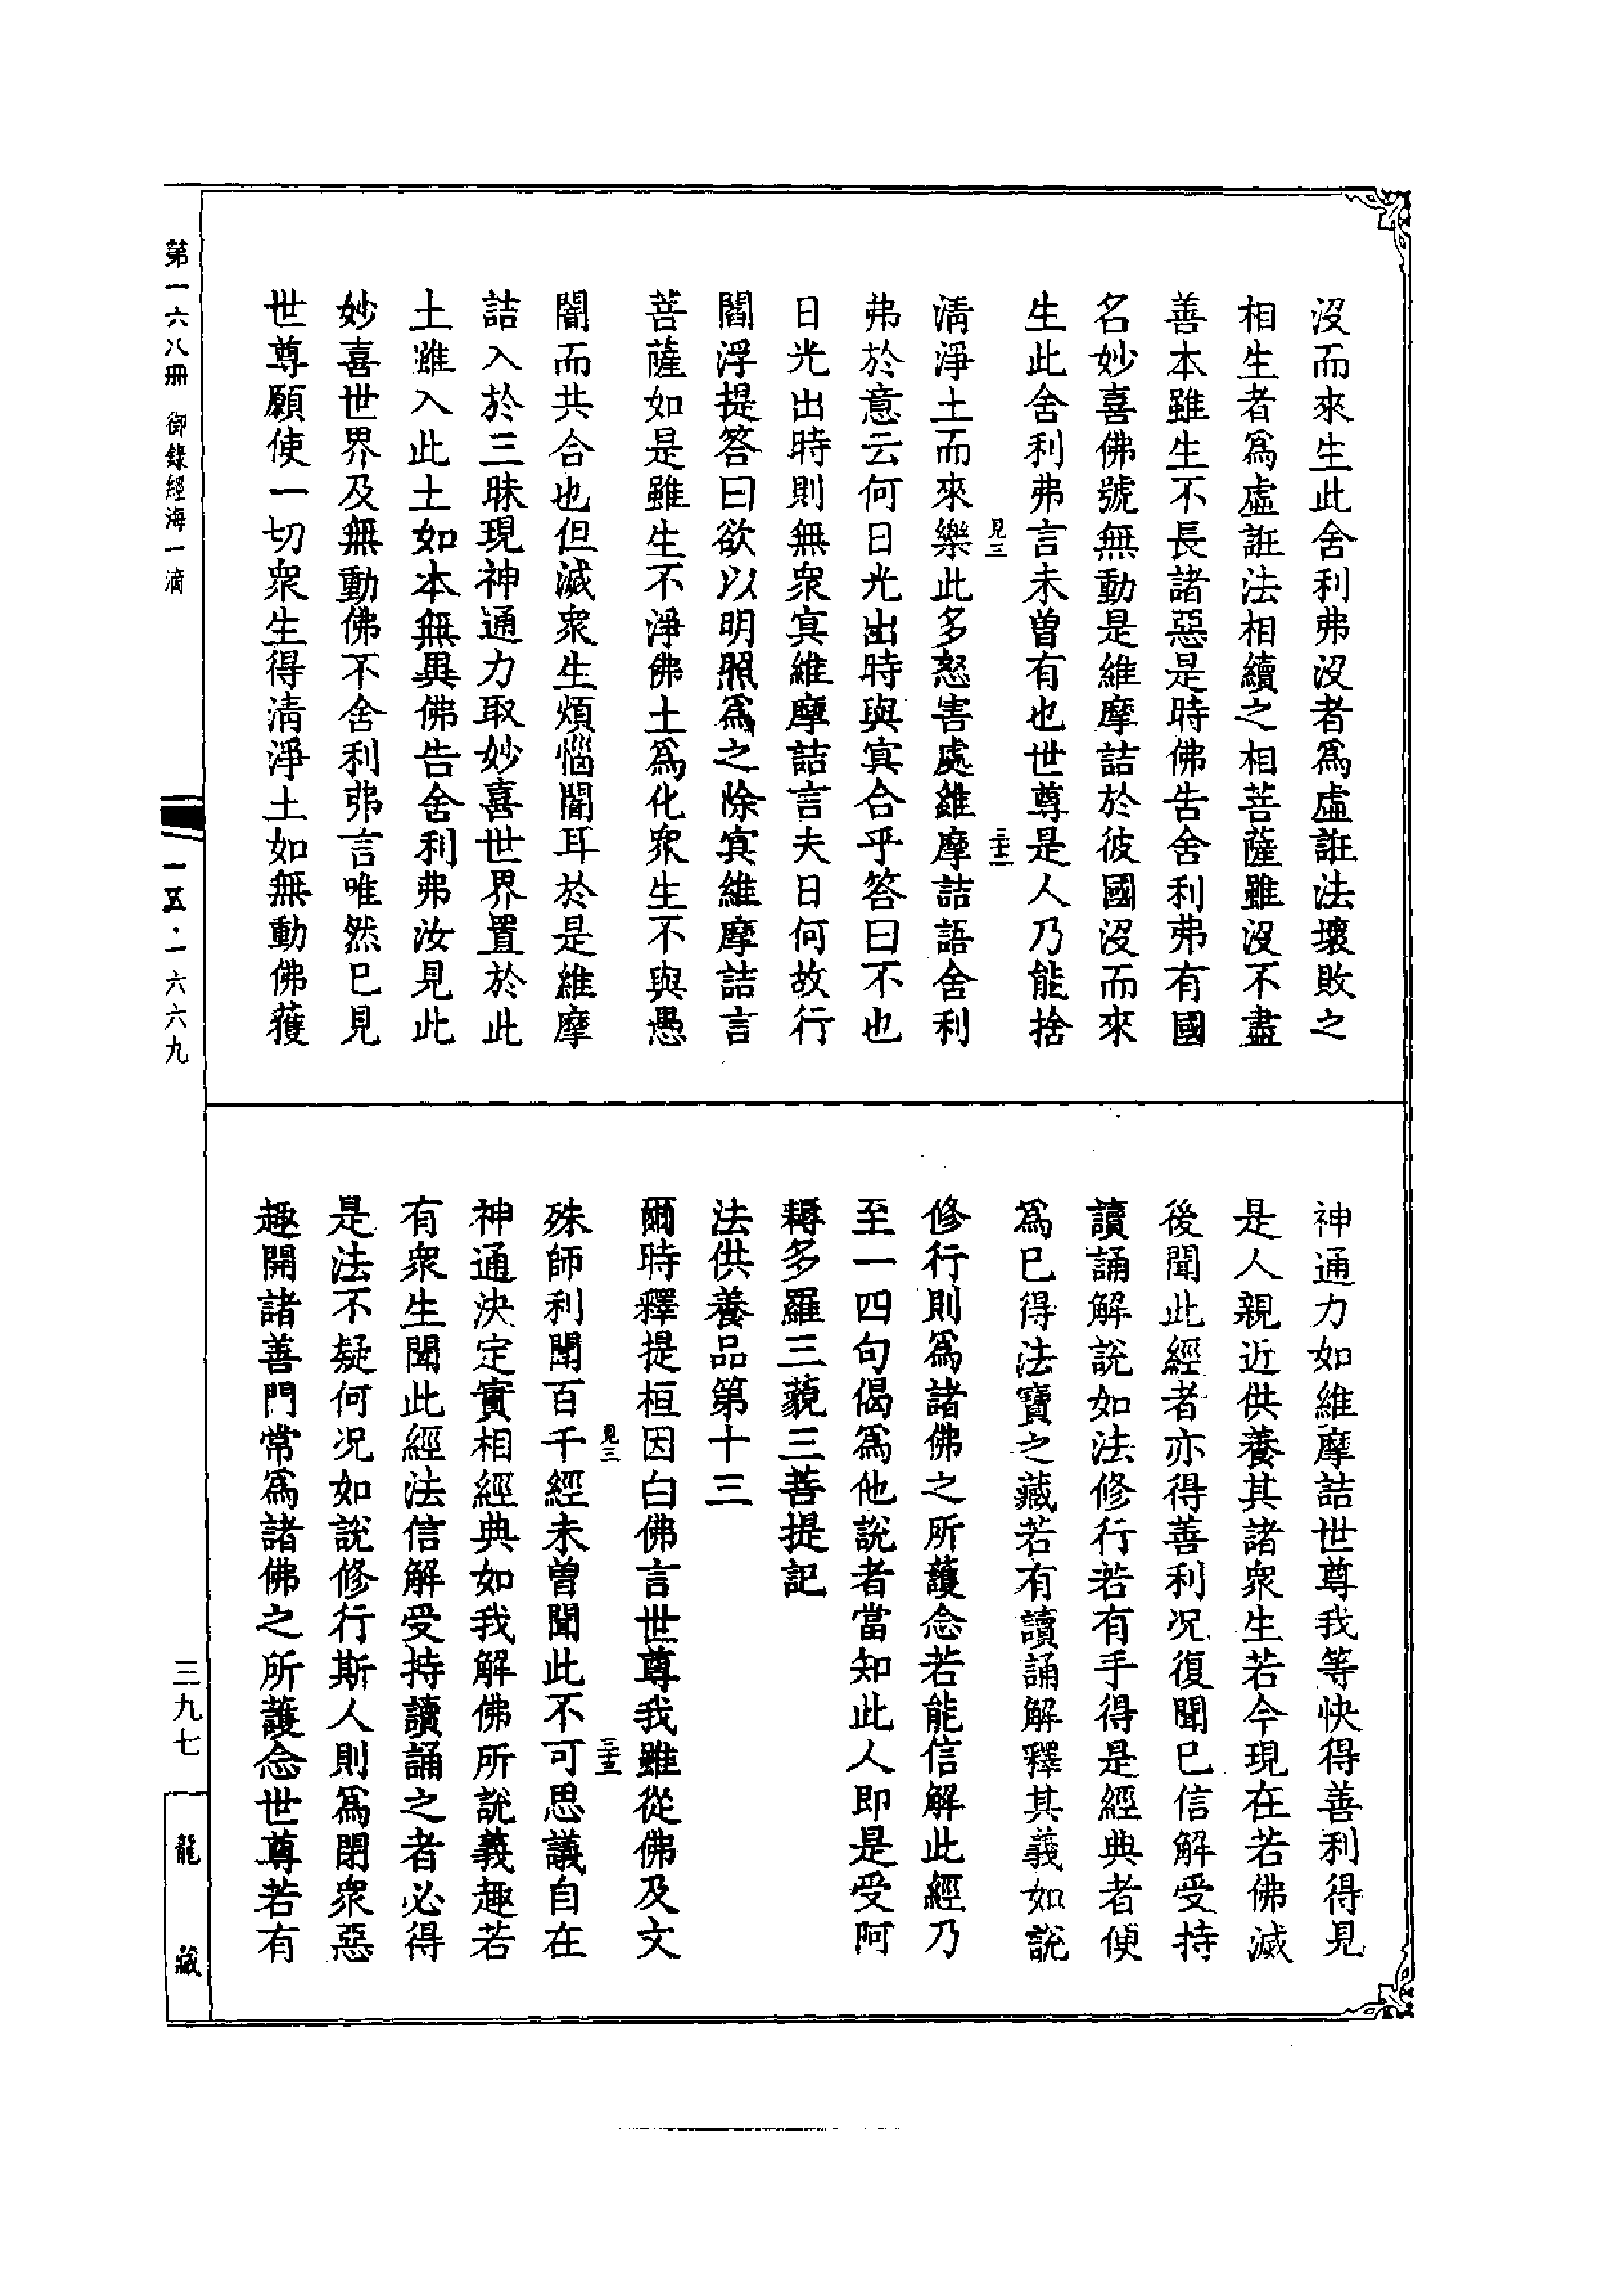 沒而來生此舍利弗沒者爲虛誑法壞敗之
相生者爲虛誑法相續之相菩薩雖沒不盡
善本雖生不長諸惡是時佛告舍利弗有國
名妙喜佛號無動是維摩詰於彼國沒而來
生此舍利弗言未曽有也世尊是人乃能捨
見三
二十二
清淨土而來樂此多怒害處維摩詰語舍利
弗於意云何日光出時與㝠合乎答曰不也
日光出時則無衆㝠維摩詰言夫日何故行
閻浮提答曰欲以明照爲之除㝠維摩詰言
菩薩如是雖生不淨佛土爲化衆生不與愚
闇而共合也但滅衆生煩惱闇耳於是維摩
詰入於三昧現神通力取妙喜世界置於此
土雖入此土如本無異佛告舍利弗汝見此
妙喜世界及無動佛不舍利弗言唯然巳見
世尊願使一切衆生得清淨土如無動佛獲
神通力如維摩詰世尊我等快得善利得見
是人親近供養其諸衆生若今現在若佛滅
後聞此經者亦得善利况復聞巳信解受持
讀誦解說如法修行若有手得是經典者便
爲巳得法寶之藏若有讀誦解釋其義如說
修行則爲諸佛之所護念若能信解此經乃
至一四句偈爲他說者當知此人即是受阿
耨多羅三藐三菩提記
法供養品第十三
爾時釋提桓因白佛言世尊我雖從佛及文
見三
二十三
殊師利聞百千經未曽聞此不可思議自在
神通決定實相經典如我解佛所說義趣若
有衆生聞此經法信解受持讀誦之者必得
是法不疑何况如說修行斯人則爲閉衆惡
趣開諸善門常爲諸佛之所護念世尊若有
第一六八冊 御錄經海一滴
一五·一六六九
三九七
龍藏